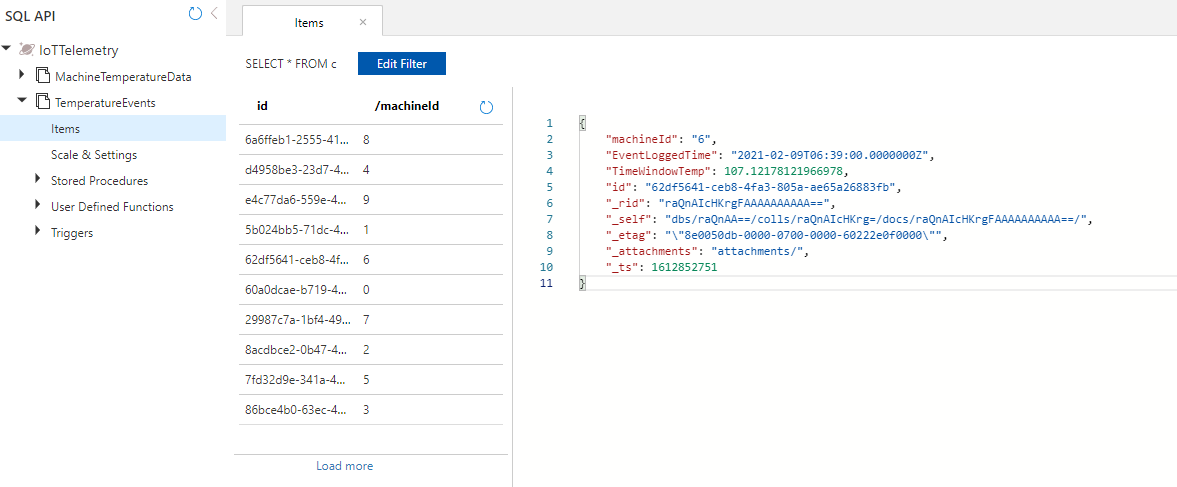 SQL API
IoTTelemetry
MachineTemperatureData
TemperatureEvents
Items
Scale & Settings
Stored Procedures
User Defined Functions
Triggers
Items
SELECT * FROM c
Edit Filter
id /machineId
6a6ffeb1-2555-41... 8
d4958be3-23d7-4... 4
e4c77da6-559e-4... 9
5b024bb5-71dc-4... 1
62df5641-ceb8-4f... 6
60a0dcae-b719-4... 0
29987c7a-1bf4-49... 7
8acdbce2-0b47-4... 2
7fd32d9e-341a-4... 5
86bce4b0-63ec-4... 3
Load more
1 {
2 "machineId": "6",
3 "EventLoggedTime": "2021-02-09T06:39:00.0000000Z",
4 "TimeWindowTemp": 107.12178121966978,
5 "id": "62df5641-ceb8-4fa3-805a-ae65a26883fb",
6 "_rid": "raQnAIcHKrgFAAAAAAAAAA==",
7 "_self": "dbs/raQnAA==/colls/raQnAIcHKrg=/docs/raQnAIcHKrgFAAAAAAAAAA==/",
8 "_etag": "\"8e0050db-0000-0700-0000-60222e0f0000\"",
9 "_attachments": "attachments/",
10 "_ts": 1612852751
11 }